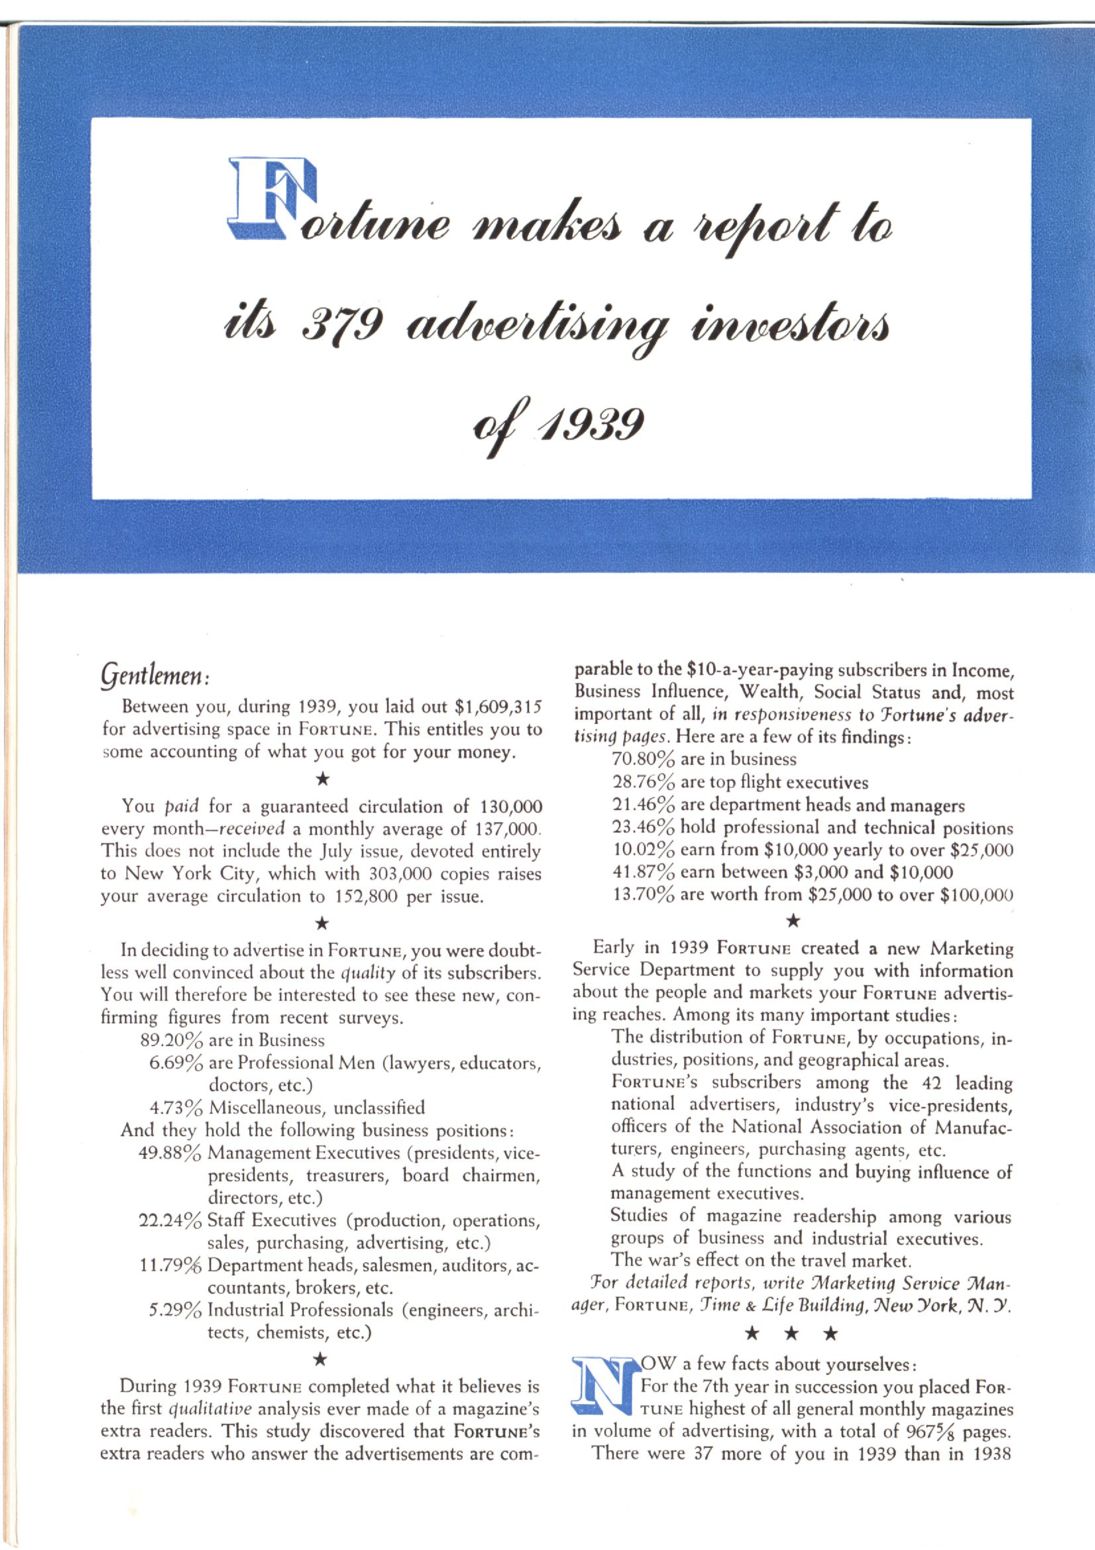 Fortune makes a report to
its 379 advertising investors
of 1939
Gentlemen:
Between you, during 1939, you laid out $1,609,315
for advertising space in FORTUNE. This entitles you to
some accounting of what you got for your money.
★
You paid for a guaranteed circulation of 130,000
every month—received a monthly average of 137,000.
This does not include the July issue, devoted entirely
to New York City, which with 303,000 copies raises
your average circulation to 152,800 per issue.
★
In deciding to advertise in FORTUNE, you were doubt-
less well convinced about the quality of its subscribers.
You will therefore be interested to see these new, con-
firming figures from recent surveys.
89.20% are in Business
6.69% are Professional Men (lawyers, educators,
doctors, etc.)
4.73% Miscellaneous, unclassified
And they hold the following business positions:
49.88% Management Executives (presidents, vice-
presidents, treasurers, board chairmen,
directors, etc.)
22.24% Staff Executives (production, operations,
sales, purchasing, advertising, etc.)
11.79% Department heads, salesmen, auditors, ac-
countants, brokers, etc.
5.29% Industrial Professionals (engineers, archi-
tects, chemists, etc.)
★
During 1939 FORTUNE completed what it believes is
the first qualitative analysis ever made of a magazine's
extra readers. This study discovered that FORTUNE's
extra readers who answer the advertisements are com-
parable to the $10-a-year-paying subscribers in Income,
Business Influence, Wealth, Social Status and, most
important of all, in responsiveness to Fortune's adver-
tising pages. Here are a few of its findings:
70.80% are in business
28.76% are top flight executives
21.46% are department heads and managers
23.46% hold professional and technical positions
10.02% earn from $10,000 yearly to over $25,000
41.87% earn between $3,000 and $10,000
13.70% are worth from $25,000 to over $100,000
★
Early in 1939 FORTUNE created a new Marketing
Service Department to supply you with information
about the people and markets your FORTUNE advertis-
ing reaches. Among its many important studies:
The distribution of FORTUNE, by occupations, in-
dustries, positions, and geographical areas.
FORTUNE's subscribers among the 42 leading
national advertisers, industry's vice-presidents,
officers of the National Association of Manufac-
turers, engineers, purchasing agents, etc.
A study of the functions and buying influence of
management executives.
Studies of magazine readership among various
groups of business and industrial executives.
The war's effect on the travel market.
For detailed reports, write Marketing Service Man-
ager, FORTUNE, Time & Life Building, New York, N. Y.
★ ★ ★
NOW a few facts about yourselves:
For the 7th year in succession you placed FOR-
TUNE highest of all general monthly magazines
in volume of advertising, with a total of 967⅝ pages.
There were 37 more of you in 1939 than in 1938